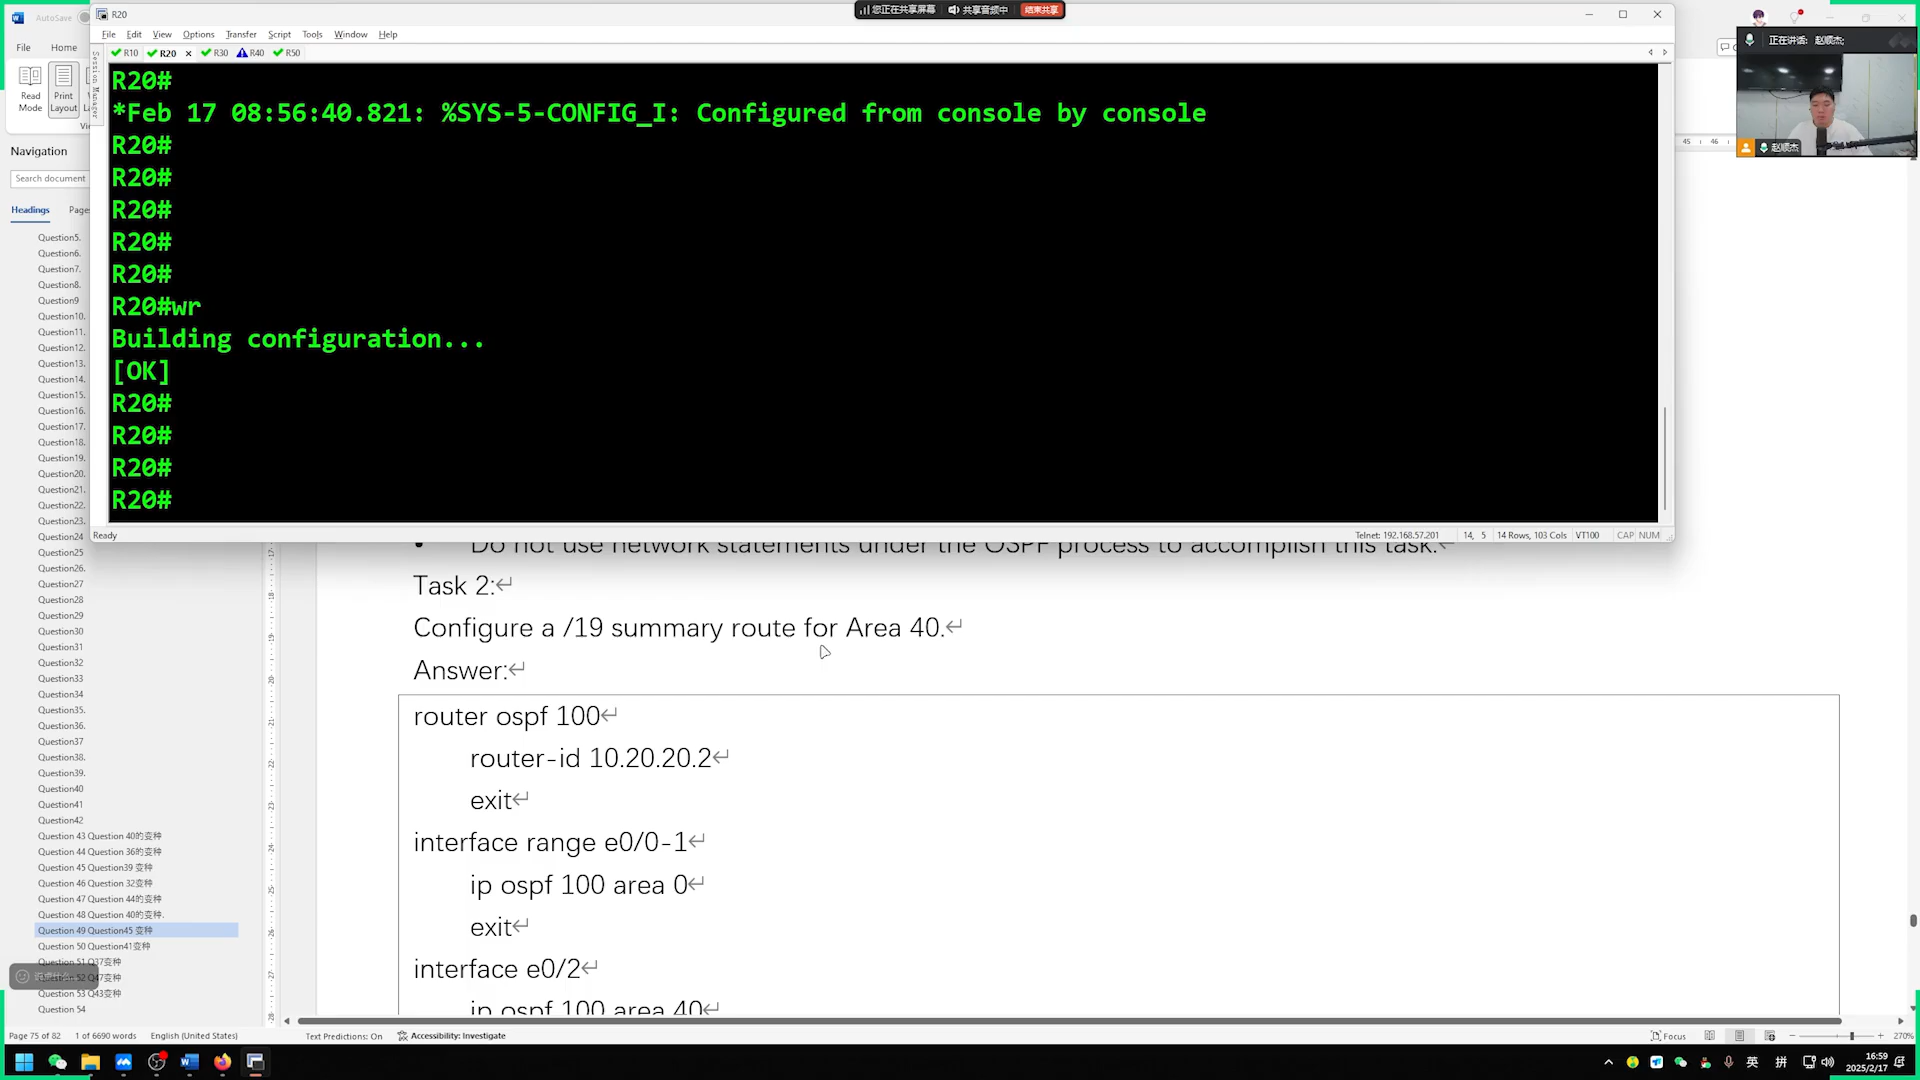 AutoSave
R20
您正在共享屏幕
共享音频中
结束共享
File Edit View Options Transfer Script Tools Window Help
R10 R20 × R30 R40 R50
File Home
Read Mode
Print Layout
Session Manager
R20#
*Feb 17 08:56:40.821: %SYS-5-CONFIG_I: Configured from console by console
R20#
R20#
R20#
R20#
R20#
R20#wr
Building configuration...
[OK]
R20#
R20#
R20#
R20#
Ready
Telnet: 192.168.57.201 14, 5 14 Rows, 103 Cols VT100 CAP NUM
正在讲话: 赵顺杰;
赵顺杰
45 46
Navigation
Search document
Headings Pages
Question5.
Question6.
Question7.
Question8.
Question9
Question10.
Question11.
Question12.
Question13.
Question14.
Question15.
Question16.
Question17.
Question18.
Question19.
Question20.
Question21.
Question22.
Question23.
Question24
Question25
Question26.
Question27
Question28
Question29
Question30
Question31
Question32
Question33
Question34
Question35.
Question36.
Question37
Question38.
Question39.
Question40
Question41
Question42
Question 43 Question 40的变种
Question 44 Question 36的变种
Question 45 Question39 变种
Question 46 Question 32变种
Question 47 Question 44的变种
Question 48 Question 40的变种.
Question 49 Question45 变种
Question 50 Question41变种
Question 51 Q37变种
Question 52 Q47变种
Question 53 Q43变种
Question 54
• Do not use network statements under the OSPF process to accomplish this task.
Task 2:
Configure a /19 summary route for Area 40.
Answer:
router ospf 100
router-id 10.20.20.2
exit
interface range e0/0-1
ip ospf 100 area 0
exit
interface e0/2
ip ospf 100 area 40
Page 75 of 82 1 of 6690 words English (United States) Text Predictions: On Accessibility: Investigate
Focus
270%
英 拼
16:59
2025/2/17